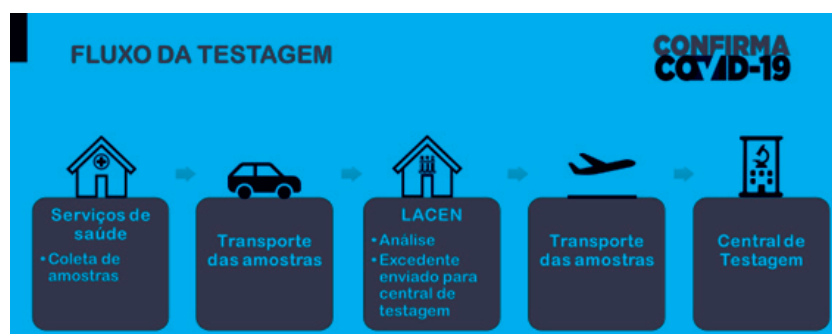 FLUXO DA TESTAGEM
CONFIRMA
COVID-19
Serviços de
saúde
• Coleta de
amostras
Transporte
das amostras
LACEN
• Análise
• Excedente
enviado para
central de
testagem
Transporte
das amostras
Central de
Testagem